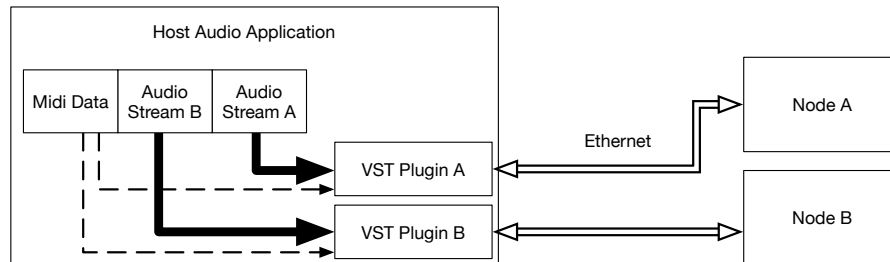 Host Audio Application
Midi Data
Audio
Stream B
Audio
Stream A
VST Plugin A
VST Plugin B
Ethernet
Node A
Node B